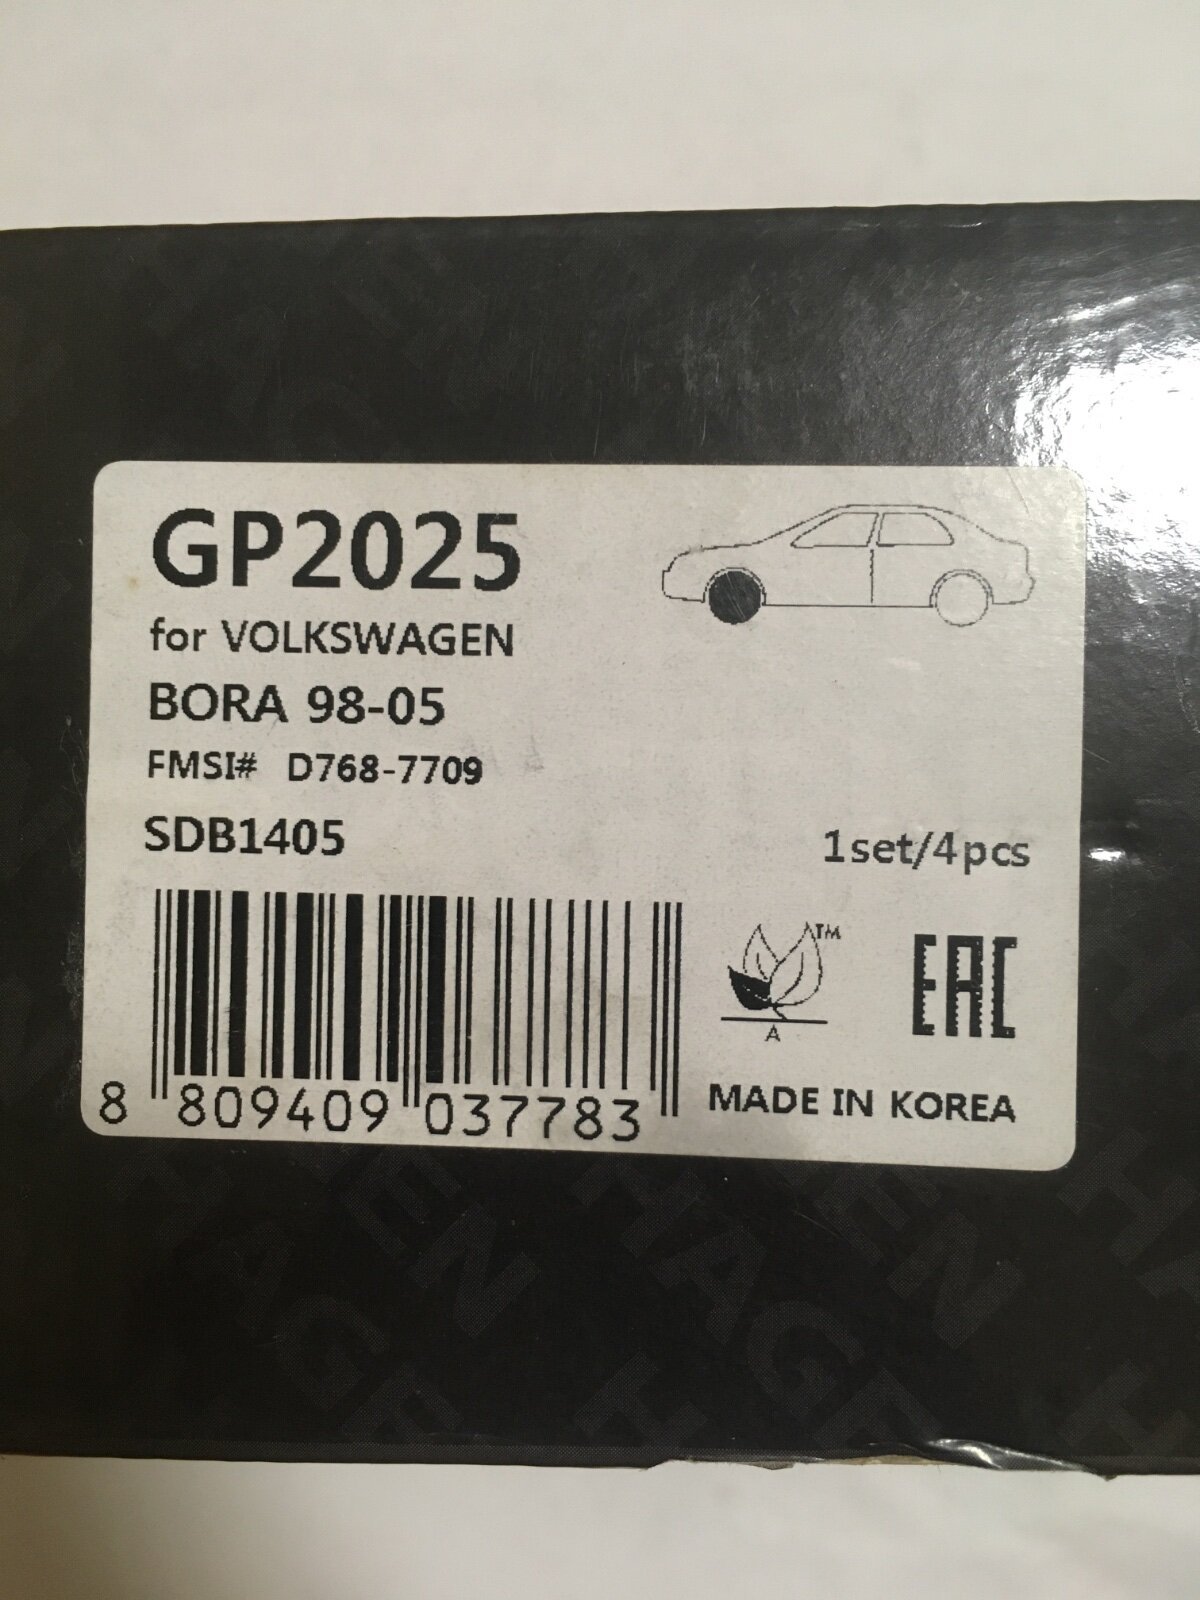 GP2025
for VOLKSWAGEN
BORA 98-05
FMSI# D768-7709
SDB1405
1set/4pcs
TM
A
EAC
8 809409 037783
MADE IN KOREA